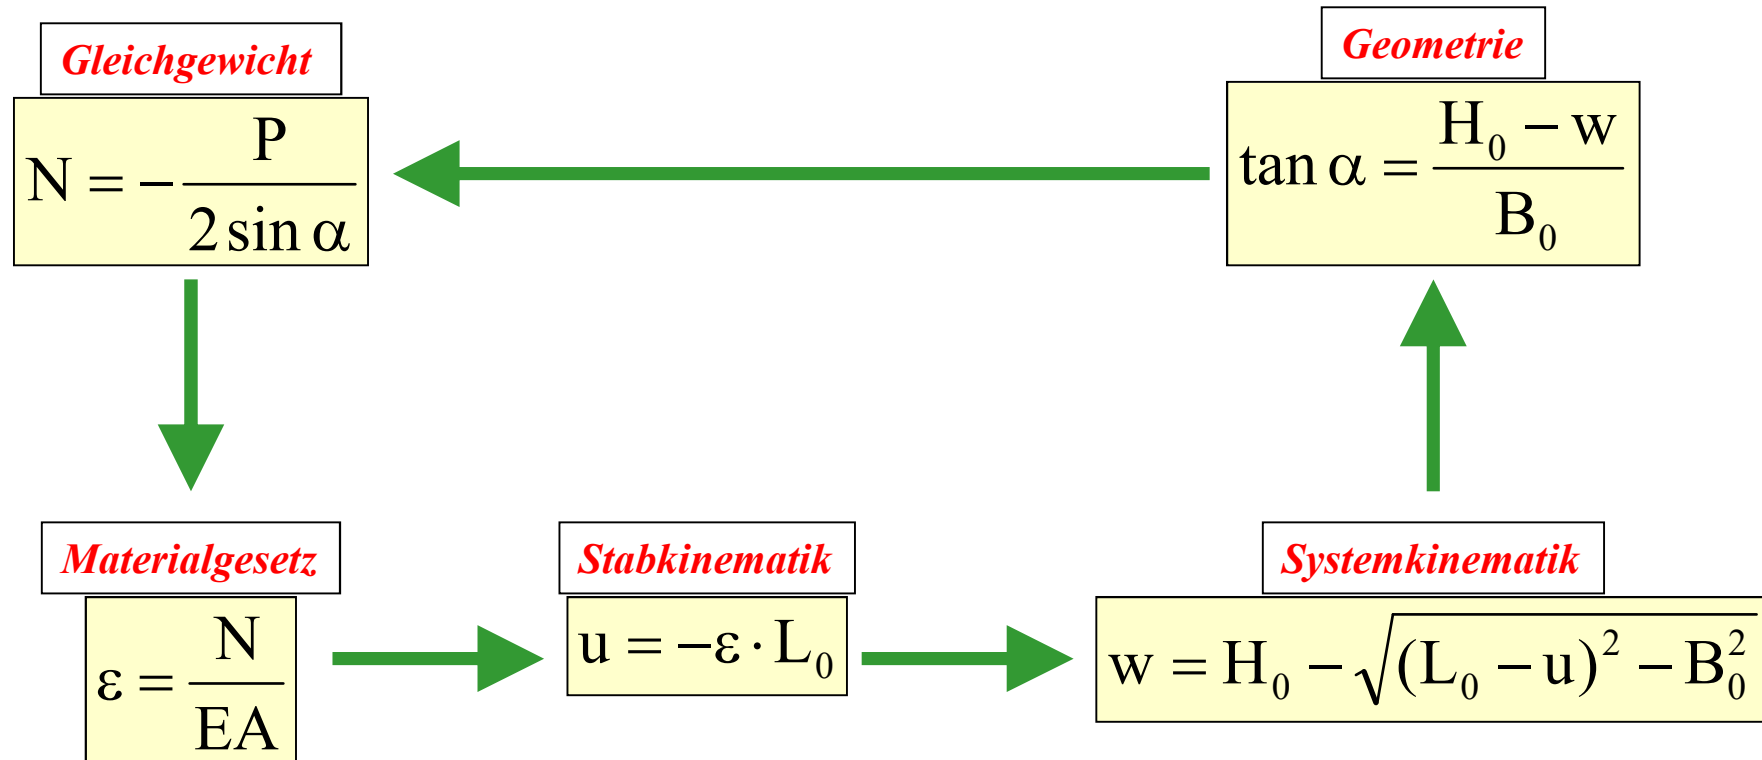 Gleichgewicht
N = − P / (2 sin α)
Geometrie
tan α = (H₀ − w) / B₀
Materialgesetz
ε = N / EA
Stabkinematik
u = −ε · L₀
Systemkinematik
w = H₀ − √((L₀ − u)² − B₀²)